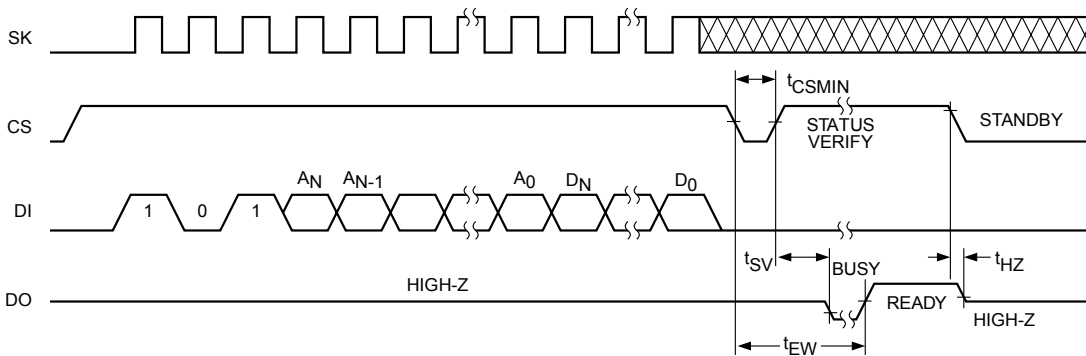 SK
tCSMIN
CS
STATUS
VERIFY
STANDBY
AN AN-1 A0 DN D0
DI
1 0 1
tSV
BUSY
tHZ
DO
HIGH-Z
READY
HIGH-Z
tEW